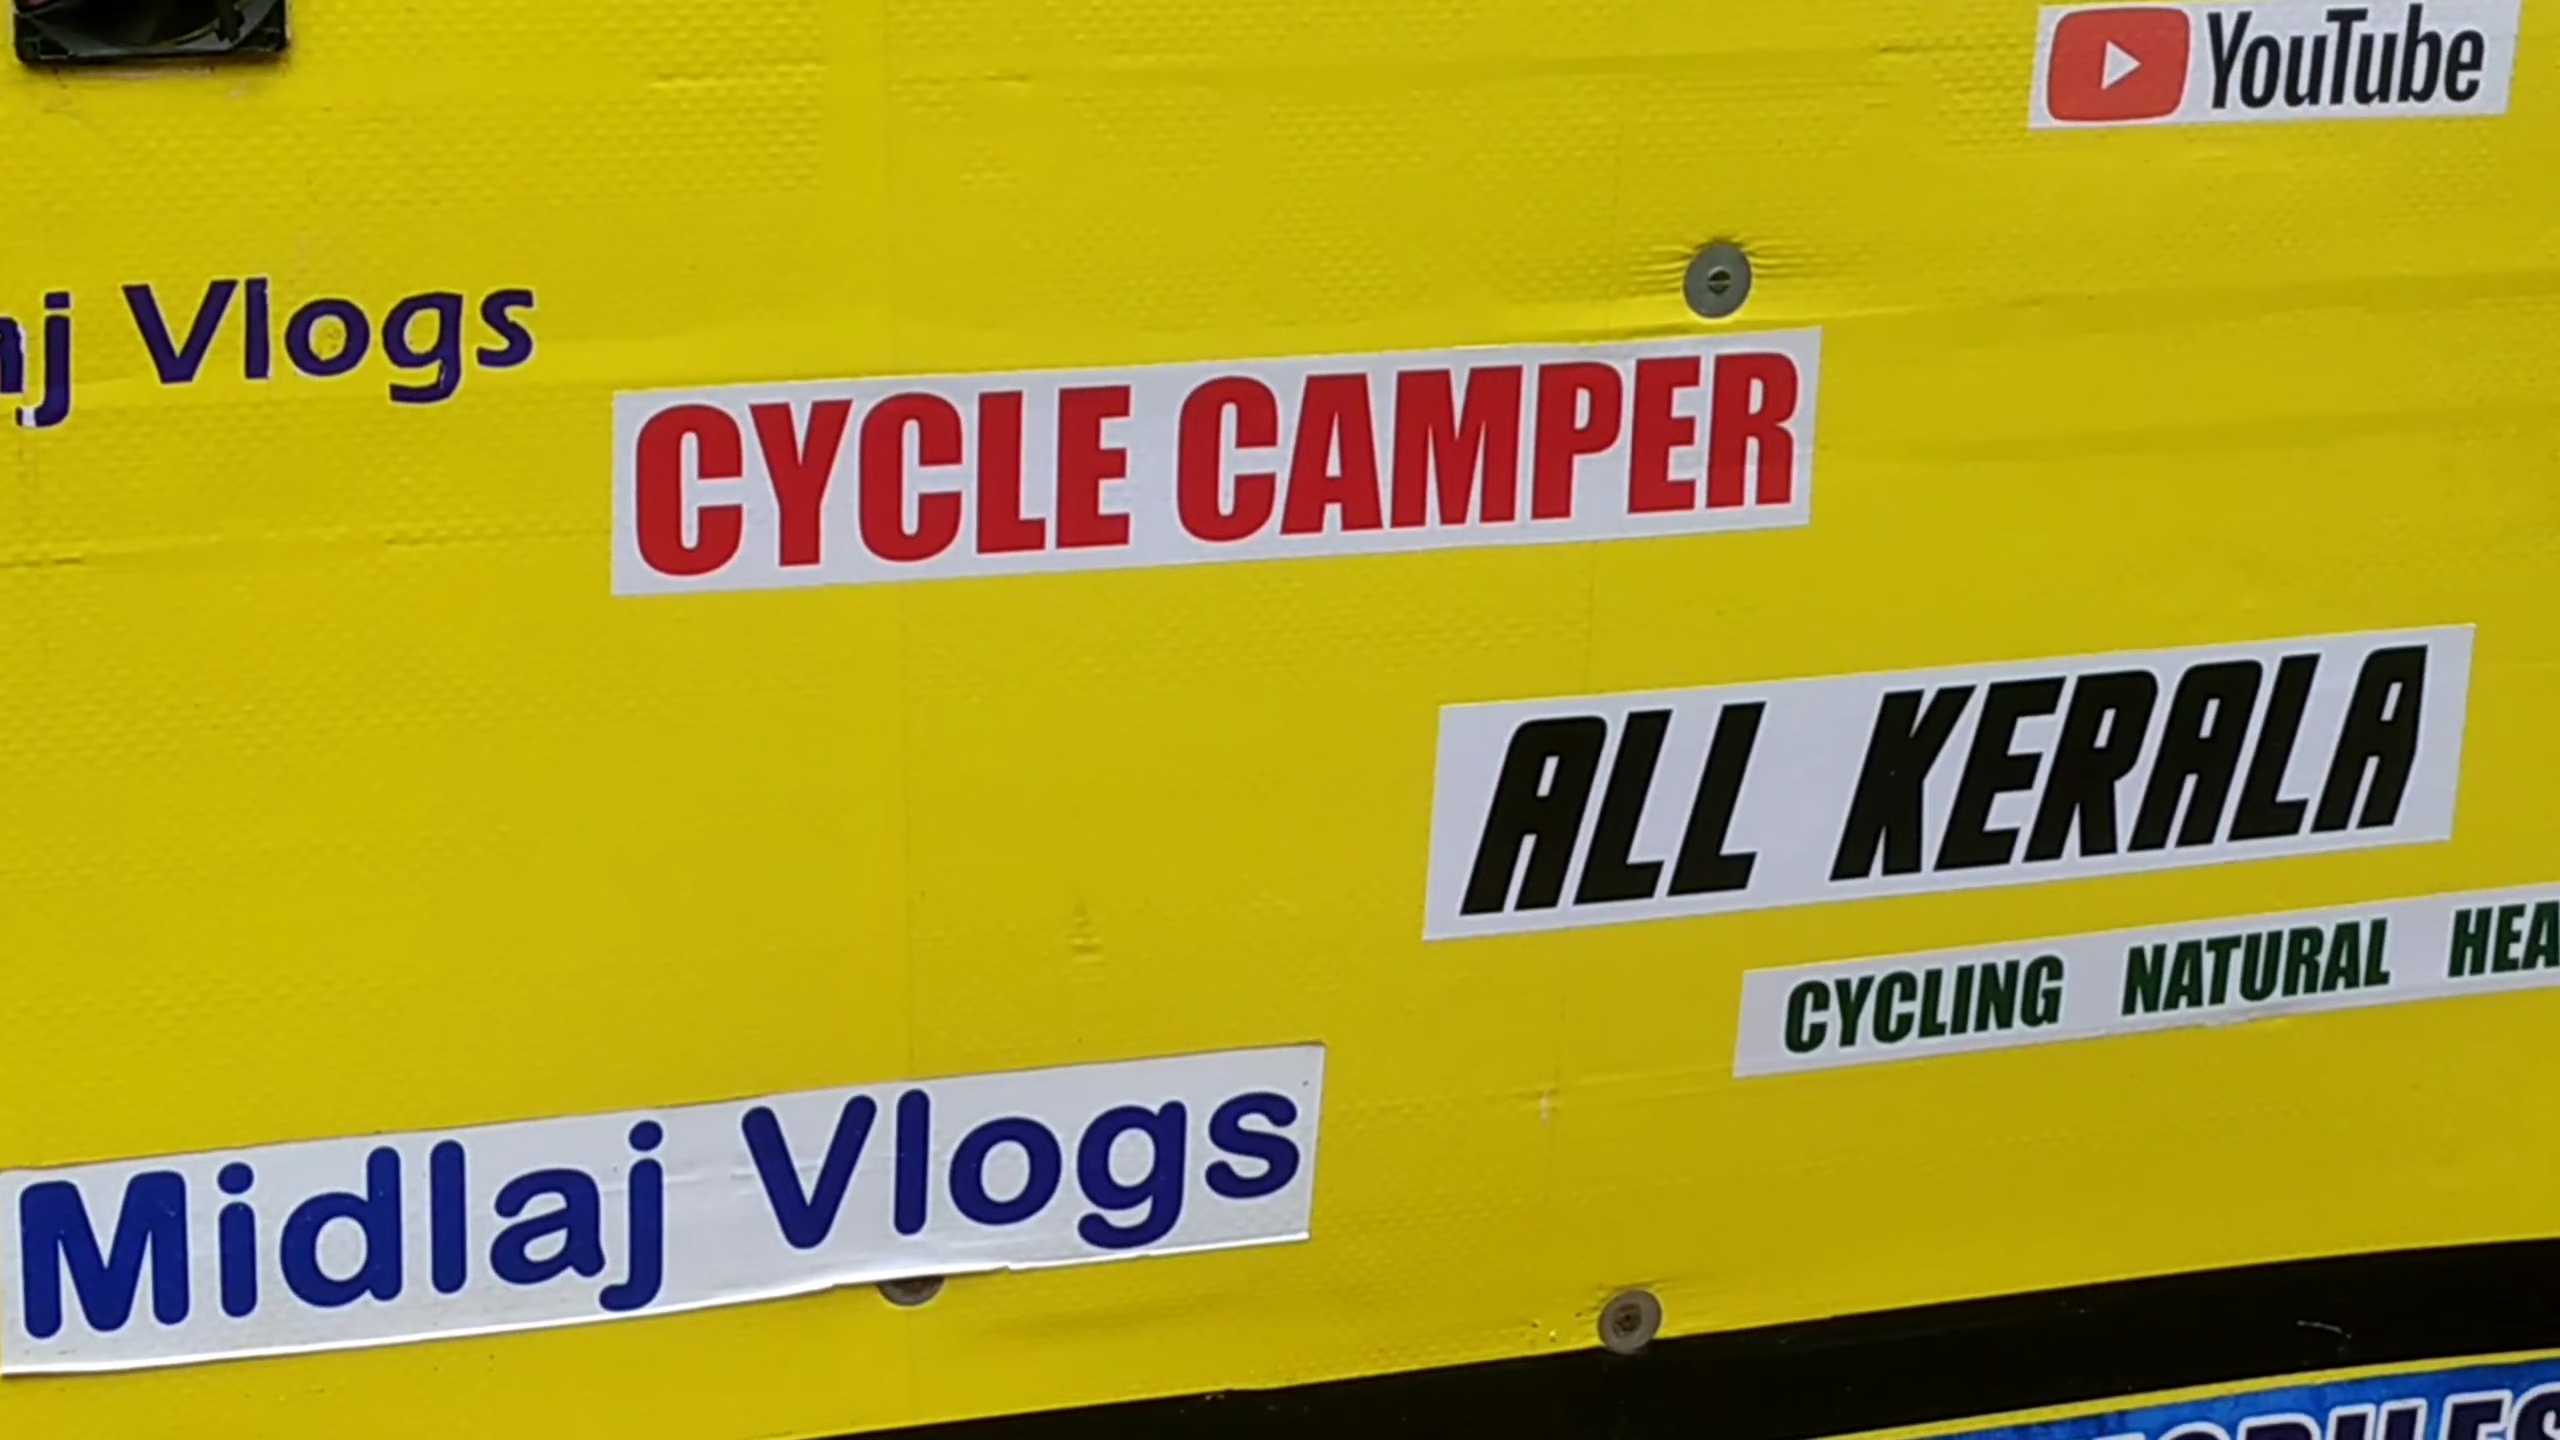 YouTube
Vlogs
CYCLE CAMPER
ALL KERALA
CYCLING NATURAL
Midlaj Vlogs